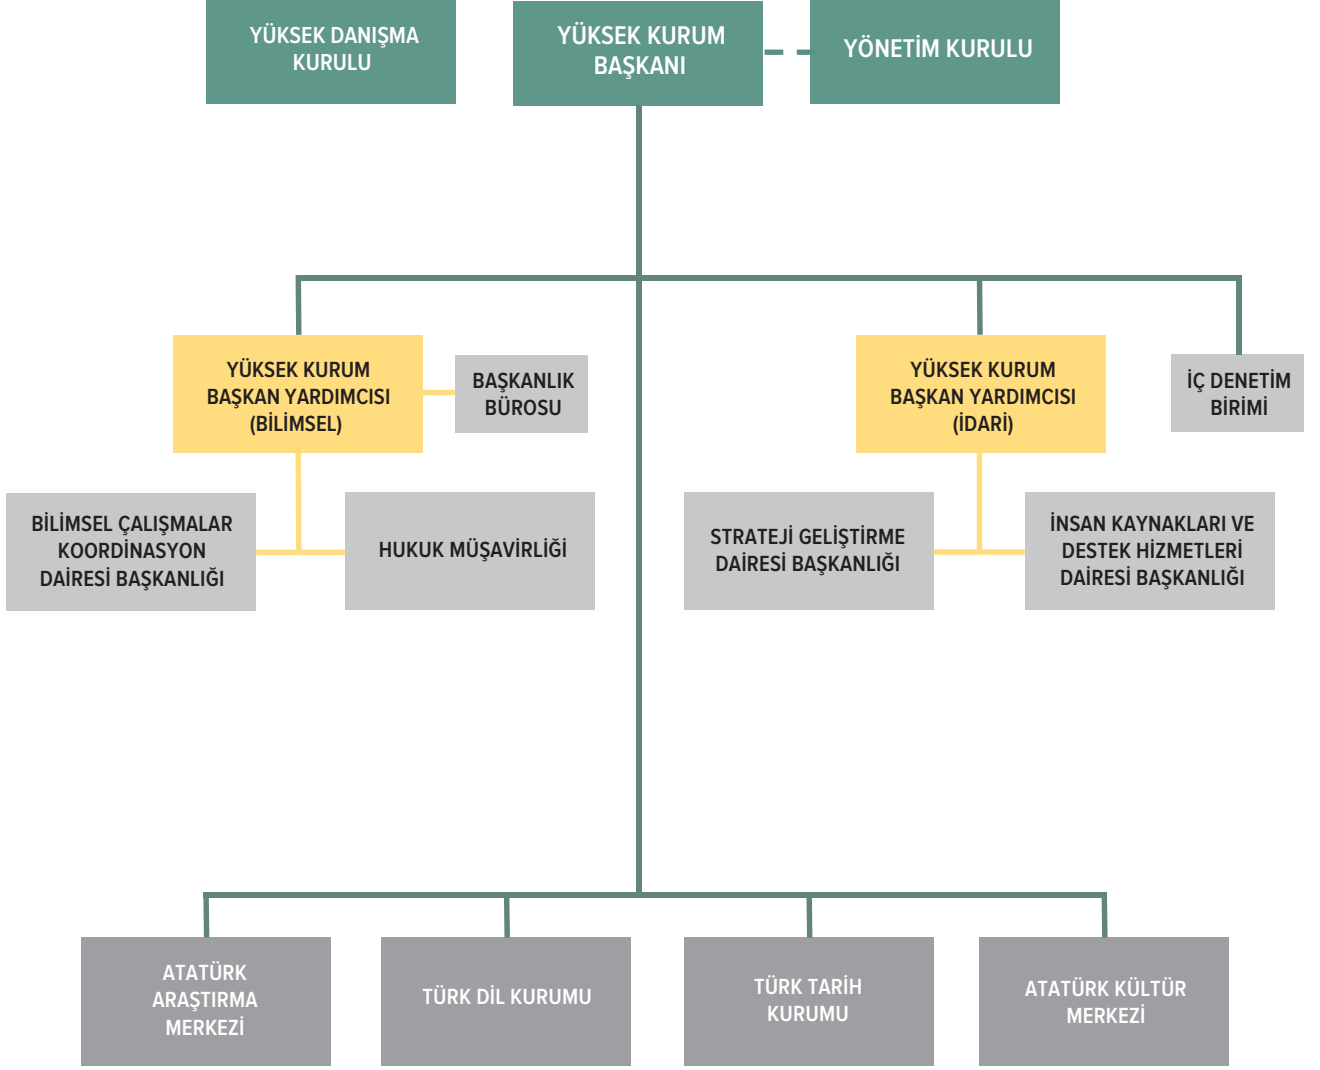 YÜKSEK DANIŞMA
KURULU
YÜKSEK KURUM
BAŞKANI
YÖNETİM KURULU
YÜKSEK KURUM
BAŞKAN YARDIMCISI
(BİLİMSEL)
BAŞKANLIK
BÜROSU
YÜKSEK KURUM
BAŞKAN YARDIMCISI
(İDARİ)
İÇ DENETİM
BİRİMİ
BİLİMSEL ÇALIŞMALAR
KOORDİNASYON
DAİRESİ BAŞKANLIĞI
HUKUK MÜŞAVİRLİĞİ
STRATEJİ GELİŞTİRME
DAİRESİ BAŞKANLIĞI
İNSAN KAYNAKLARI VE
DESTEK HİZMETLERİ
DAİRESİ BAŞKANLIĞI
ATATÜRK
ARAŞTIRMA
MERKEZİ
TÜRK DİL KURUMU
TÜRK TARİH
KURUMU
ATATÜRK KÜLTÜR
MERKEZİ